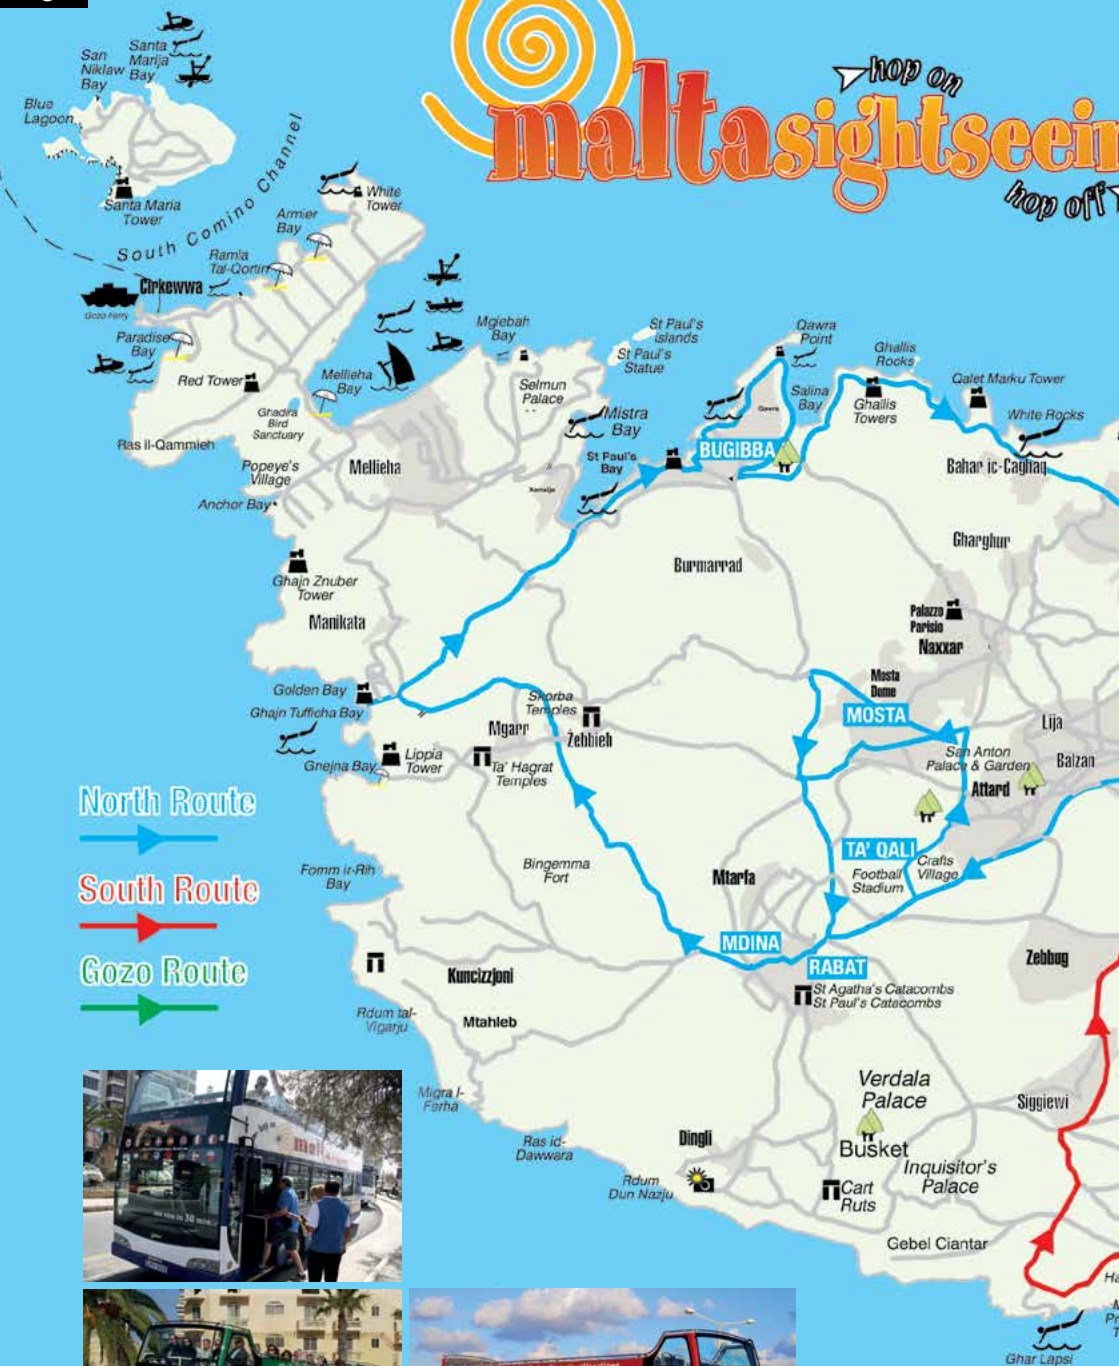 hop on
maltasightseein
hop off
San
Niklaw
Bay
Santa
Marija
Bay
Blue
Lagoon
Santa Maria
Tower
South Comino Channel
White
Tower
Armier
Bay
Ramla
Tal-Qortin
Cirkewwa
Gozo Ferry
Paradise
Bay
Red Tower
Mellieha
Bay
Ghadira
Bird
Sanctuary
Ras il-Qammieh
Popeye's
Village
Anchor Bay
Mellieha
Mgiebah
Bay
Selmun
Palace
St Paul's
Islands
St Paul's
Statue
Mistra
Bay
St Paul's
Bay
Xemxija
Qawra
Point
Qawra
Salina
Bay
BUGIBBA
Ghallis
Rocks
Ghallis
Towers
Qalet Marku Tower
White Rocks
Bahar ic-Caghaq
Gharghur
Burmarrad
Palazzo
Parisio
Naxxar
Ghajn Znuber
Tower
Manikata
Golden Bay
Ghajn Tuffieha Bay
Gnejna Bay
Lippia
Tower
Mgarr
Skorba
Temples
Zebbieh
Ta' Hagrat
Temples
Mosta
Dome
MOSTA
Lija
San Anton
Palace & Garden
Balzan
Attard
North Route
South Route
Gozo Route
TA' QALI
Crafts
Village
Football
Stadium
Fomm ir-Rih
Bay
Bingemma
Fort
Mtarfa
MDINA
RABAT
St Agatha's Catacombs
St Paul's Catacombs
Zebbug
Kuncizzjoni
Rdum tal-
Vigarju
Mtahleb
Migra l-
Ferha
Verdala
Palace
Siggiewi
Busket
Ras id-
Dawwara
Dingli
Rdum
Dun Nazju
Inquisitor's
Palace
Cart
Ruts
Gebel Ciantar
Ghar Lapsi